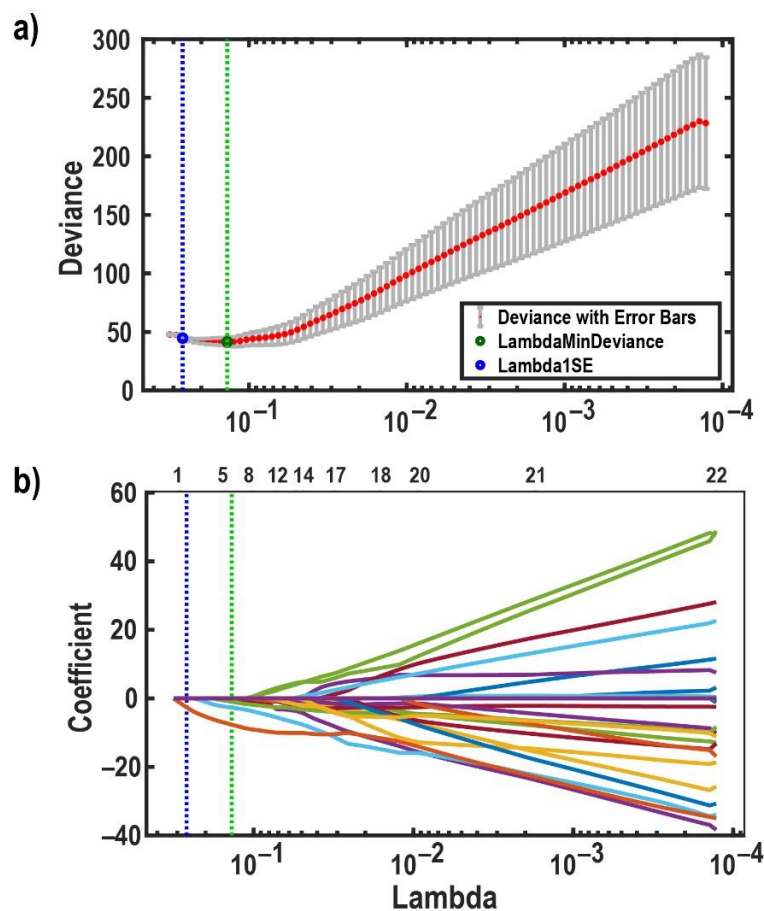 a)
300
250
200
150
100
50
0
Deviance
Deviance with Error Bars
LambdaMinDeviance
Lambda1SE
10⁻¹ 10⁻² 10⁻³ 10⁻⁴
b)
1 5 8 12 14 17 18 20 21 22
60
40
20
0
−20
−40
Coefficient
10⁻¹ 10⁻² 10⁻³ 10⁻⁴
Lambda